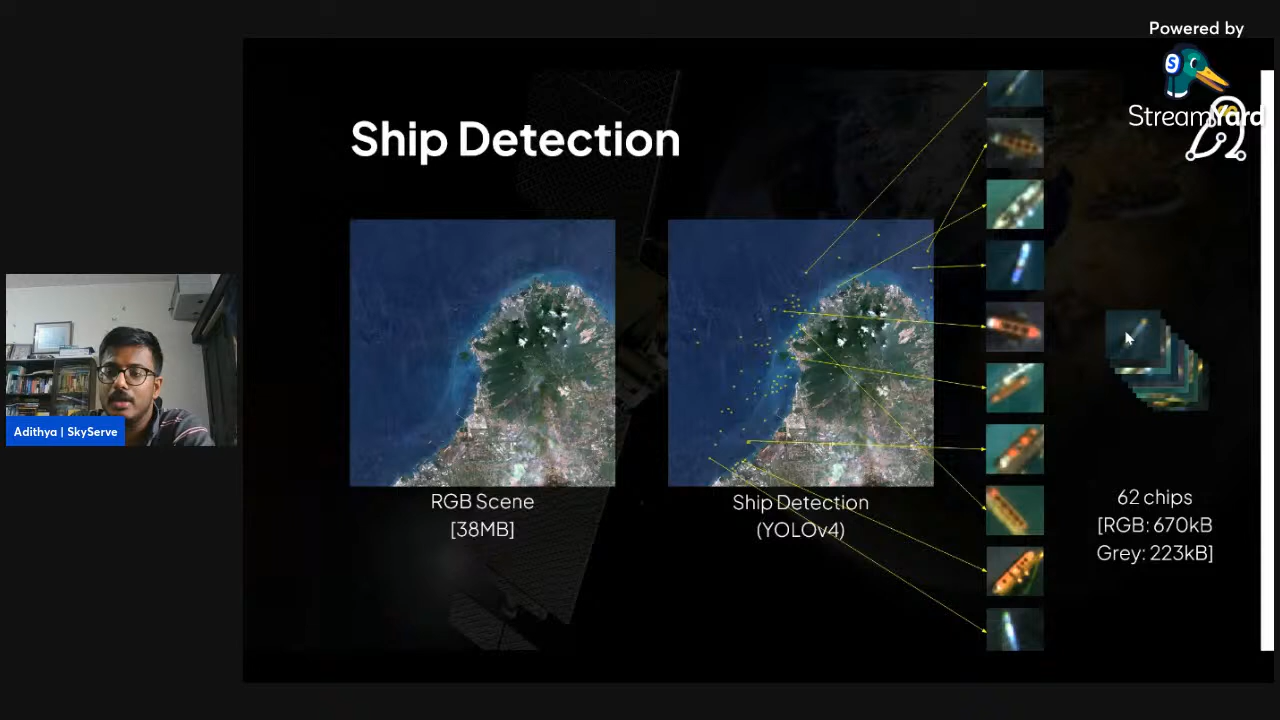 Powered by
StreamYard
Ship Detection
Adithya | SkyServe
RGB Scene
[38MB]
Ship Detection
(YOLOv4)
62 chips
[RGB: 670kB
Grey: 223kB]